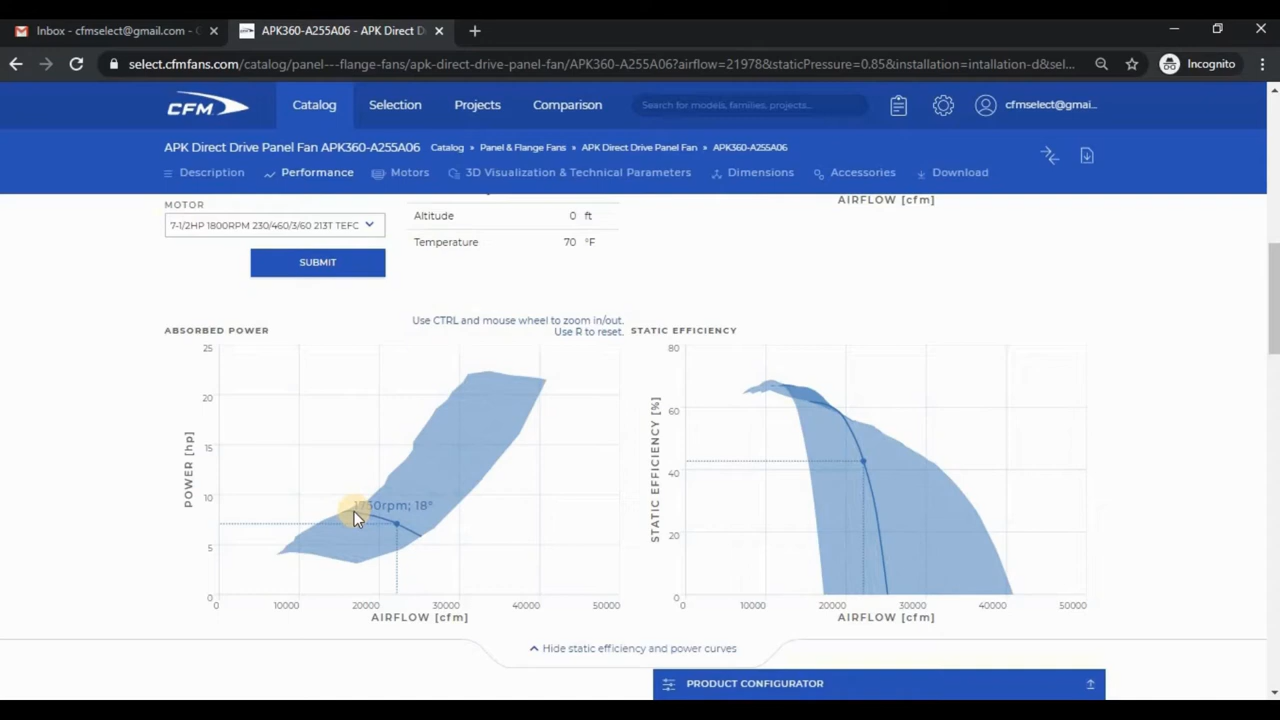 Inbox - cfmselect@gmail.com -
APK360-A255A06 - APK Direct D
select.cfmfans.com/catalog/panel---flange-fans/apk-direct-drive-panel-fan/APK360-A255A06?airflow=21978&staticPressure=0.85&installation=intallation-d&sel...
Incognito
CFM
Catalog
Selection
Projects
Comparison
Search for models, families, projects...
cfmselect@gmai...
APK Direct Drive Panel Fan APK360-A255A06
Catalog » Panel & Flange Fans » APK Direct Drive Panel Fan » APK360-A255A06
Description
Performance
Motors
3D Visualization & Technical Parameters
Dimensions
Accessories
Download
MOTOR
7-1/2HP 1800RPM 230/460/3/60 213T TEFC
SUBMIT
Altitude 0 ft
Temperature 70 °F
AIRFLOW [cfm]
Use CTRL and mouse wheel to zoom in/out.
Use R to reset.
ABSORBED POWER
25
20
15
10
5
0
POWER [hp]
1750rpm; 18°
10000 20000 30000 40000 50000
AIRFLOW [cfm]
STATIC EFFICIENCY
80
60
40
20
0
STATIC EFFICIENCY [%]
0 10000 20000 30000 40000 50000
AIRFLOW [cfm]
Hide static efficiency and power curves
PRODUCT CONFIGURATOR